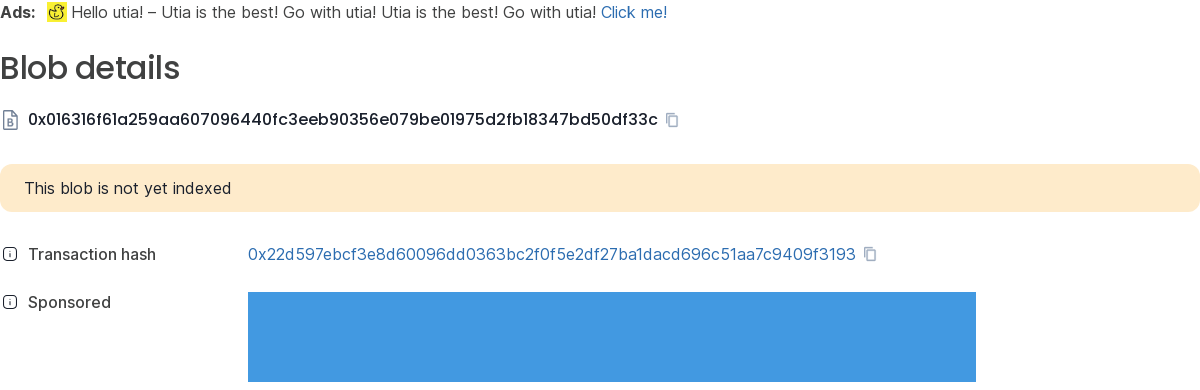 Ads: Hello utia! – Utia is the best! Go with utia! Utia is the best! Go with utia! Click me!
Blob details
0x016316f61a259aa607096440fc3eeb90356e079be01975d2fb18347bd50df33c
This blob is not yet indexed
Transaction hash 0x22d597ebcf3e8d60096dd0363bc2f0f5e2df27ba1dacd696c51aa7c9409f3193
Sponsored